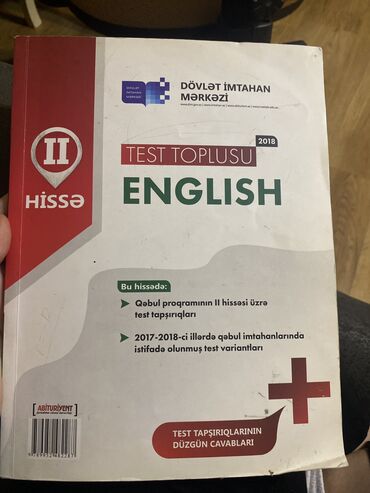 DÖVLƏT İMTAHAN
MƏRKƏZİ
II
HİSSƏ
2018
TEST TOPLUSU
ENGLISH
Bu hissədə:
Qəbul proqramının II hissəsi üzrə
test tapşırıqları
2017-2018-ci illərdə qəbul imtahanlarında
istifadə olunmuş test variantları
ABITURIYENT
TEST TAPŞIRIQLARININ
DÜZGÜN CAVABLARI